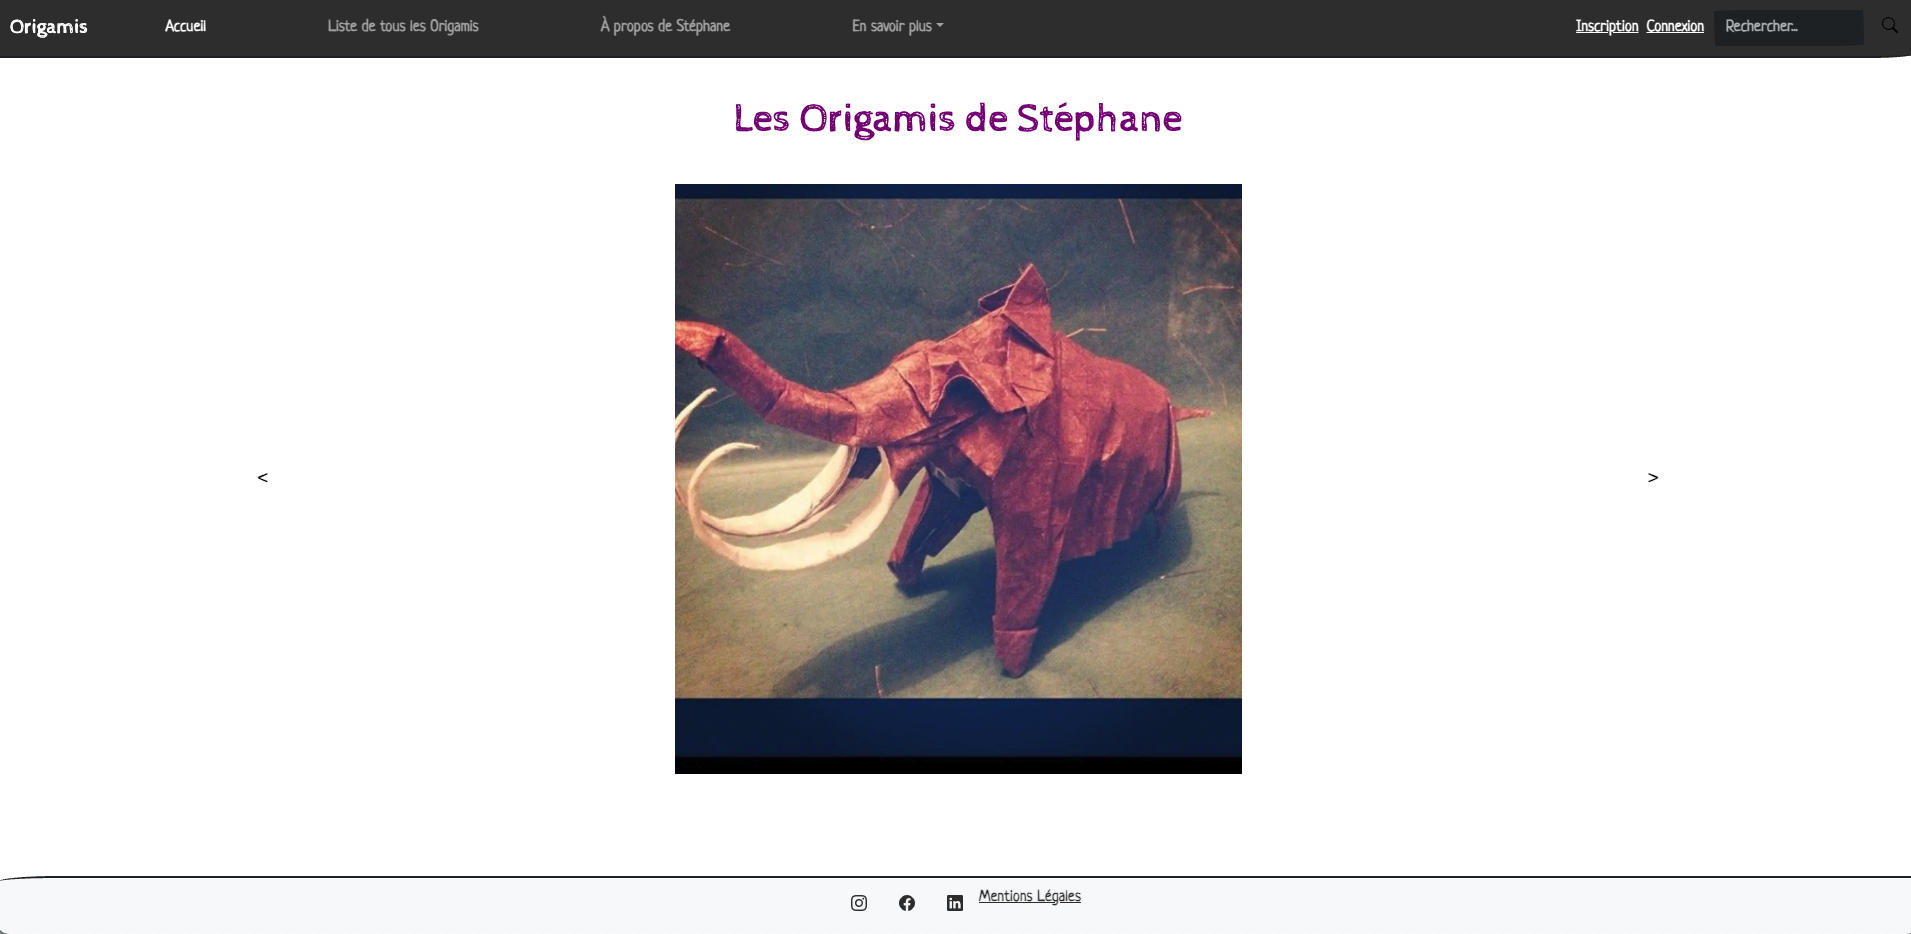 Origamis Accueil Liste de tous les Origamis À propos de Stéphane En savoir plus Inscription Connexion Rechercher...
Les Origamis de Stéphane
< >
Mentions Légales